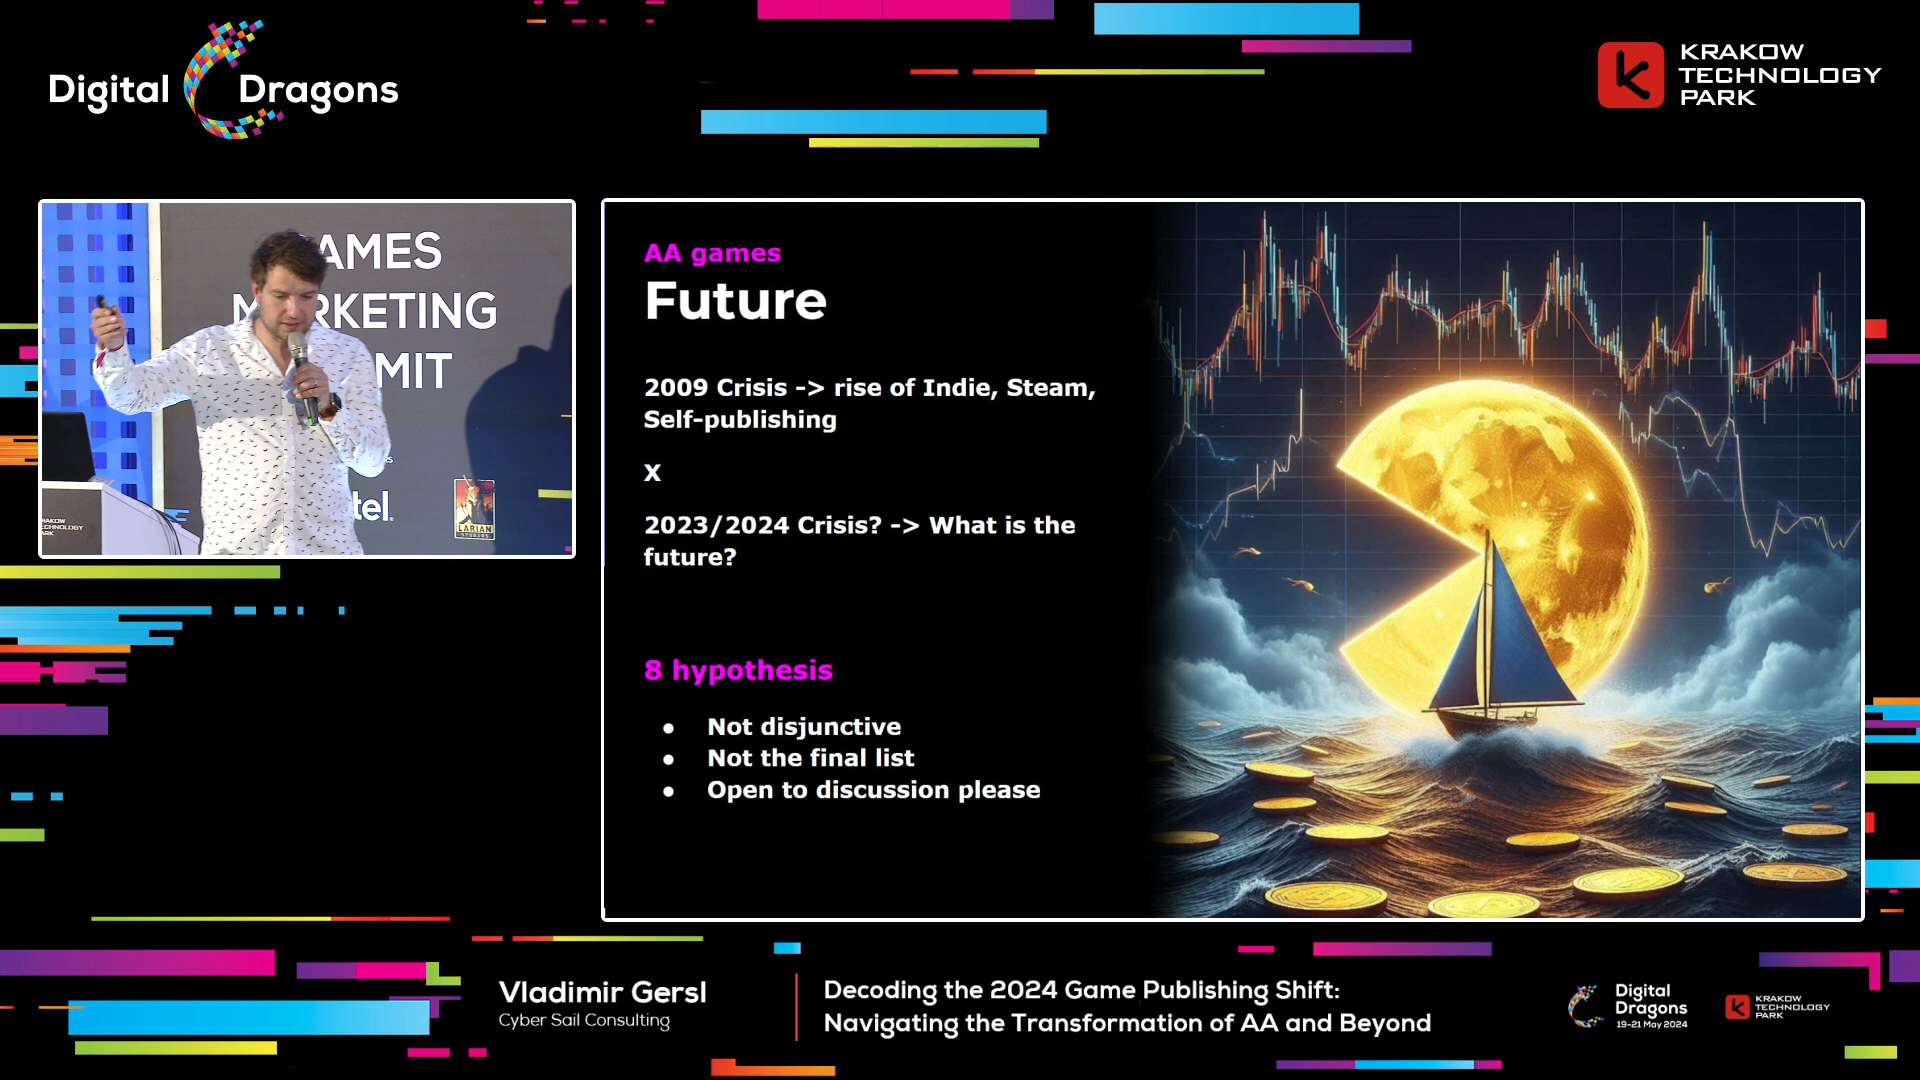 Digital Dragons
KRAKOW
TECHNOLOGY
PARK
AMES
M RKETING
MIT
tel.
LARIAN
STUDIOS
AA games
Future
2009 Crisis -> rise of Indie, Steam,
Self-publishing
X
2023/2024 Crisis? -> What is the
future?
8 hypothesis
● Not disjunctive
● Not the final list
● Open to discussion please
Vladimir Gersl
Cyber Sail Consulting
Decoding the 2024 Game Publishing Shift:
Navigating the Transformation of AA and Beyond
Digital
Dragons
19-21 May 2024
KRAKOW
TECHNOLOGY
PARK